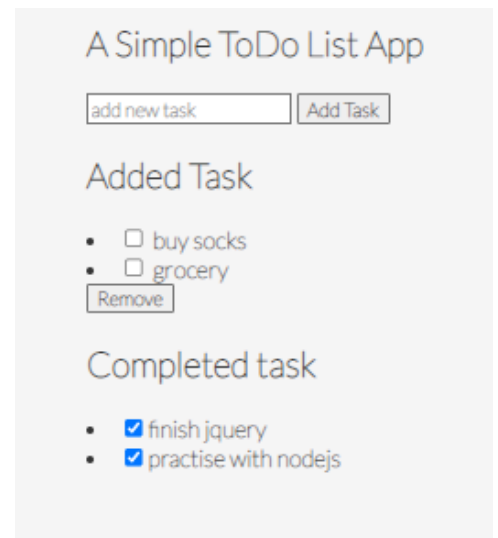 A Simple ToDo List App
add new task Add Task
Added Task
buy socks
grocery
Remove
Completed task
finish jquery
practise with nodejs